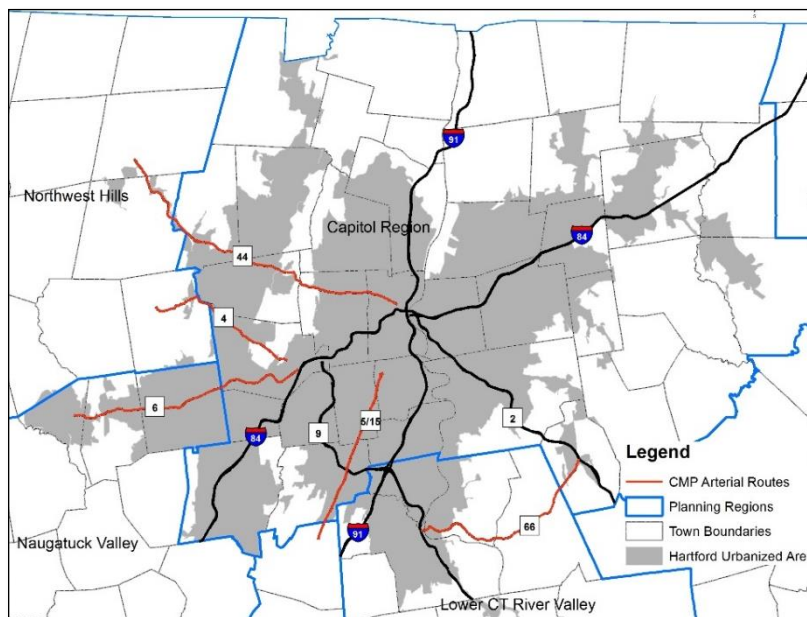 91
Northwest Hills
Capitol Region
84
44
4
6
84
9
5/15
2
Legend
CMP Arterial Routes
Planning Regions
Town Boundaries
Hartford Urbanized Area
66
91
Naugatuck Valley
Lower CT River Valley